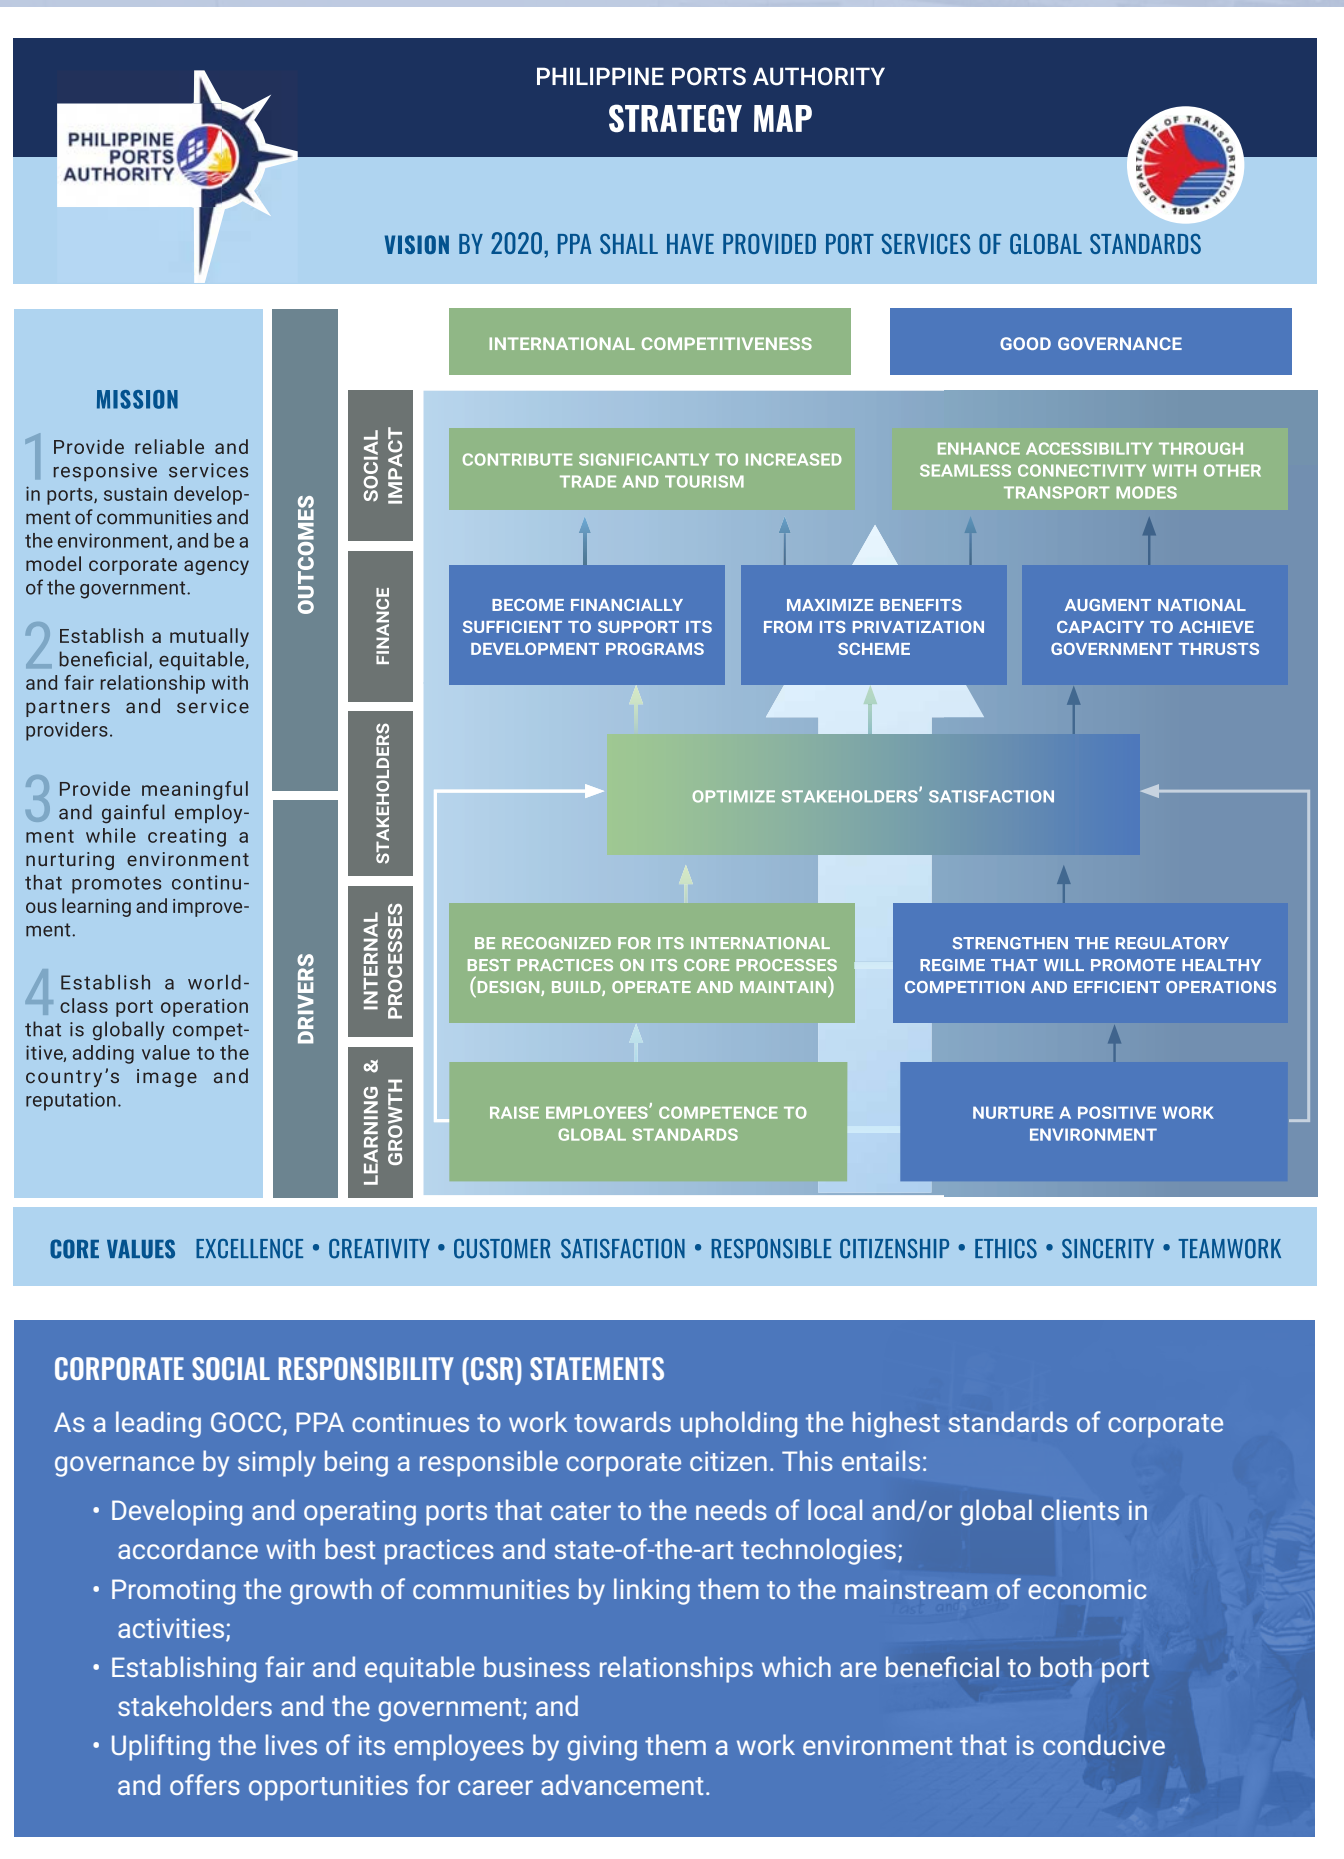 PHILIPPINE PORTS AUTHORITY
STRATEGY MAP
PHILIPPINE
PORTS
AUTHORITY
DEPARTMENT OF TRANSPORTATION
1899
VISION BY 2020, PPA SHALL HAVE PROVIDED PORT SERVICES OF GLOBAL STANDARDS
MISSION
1 Provide reliable and
responsive services
in ports, sustain develop-
ment of communities and
the environment, and be a
model corporate agency
of the government.
2 Establish a mutually
beneficial, equitable,
and fair relationship with
partners and service
providers.
3 Provide meaningful
and gainful employ-
ment while creating a
nurturing environment
that promotes continu-
ous learning and improve-
ment.
4 Establish a world-
class port operation
that is globally compet-
itive, adding value to the
country's image and
reputation.
OUTCOMES
DRIVERS
INTERNATIONAL COMPETITIVENESS
GOOD GOVERNANCE
SOCIAL
IMPACT
CONTRIBUTE SIGNIFICANTLY TO INCREASED
TRADE AND TOURISM
ENHANCE ACCESSIBILITY THROUGH
SEAMLESS CONNECTIVITY WITH OTHER
TRANSPORT MODES
FINANCE
BECOME FINANCIALLY
SUFFICIENT TO SUPPORT ITS
DEVELOPMENT PROGRAMS
MAXIMIZE BENEFITS
FROM ITS PRIVATIZATION
SCHEME
AUGMENT NATIONAL
CAPACITY TO ACHIEVE
GOVERNMENT THRUSTS
STAKEHOLDERS
OPTIMIZE STAKEHOLDERS' SATISFACTION
INTERNAL
PROCESSES
BE RECOGNIZED FOR ITS INTERNATIONAL
BEST PRACTICES ON ITS CORE PROCESSES
(DESIGN, BUILD, OPERATE AND MAINTAIN)
STRENGTHEN THE REGULATORY
REGIME THAT WILL PROMOTE HEALTHY
COMPETITION AND EFFICIENT OPERATIONS
LEARNING &
GROWTH
RAISE EMPLOYEES' COMPETENCE TO
GLOBAL STANDARDS
NURTURE A POSITIVE WORK
ENVIRONMENT
CORE VALUES EXCELLENCE • CREATIVITY • CUSTOMER SATISFACTION • RESPONSIBLE CITIZENSHIP • ETHICS • SINCERITY • TEAMWORK
CORPORATE SOCIAL RESPONSIBILITY (CSR) STATEMENTS
As a leading GOCC, PPA continues to work towards upholding the highest standards of corporate
governance by simply being a responsible corporate citizen. This entails:
• Developing and operating ports that cater to the needs of local and/or global clients in
accordance with best practices and state-of-the-art technologies;
• Promoting the growth of communities by linking them to the mainstream of economic
activities;
• Establishing fair and equitable business relationships which are beneficial to both port
stakeholders and the government; and
• Uplifting the lives of its employees by giving them a work environment that is conducive
and offers opportunities for career advancement.